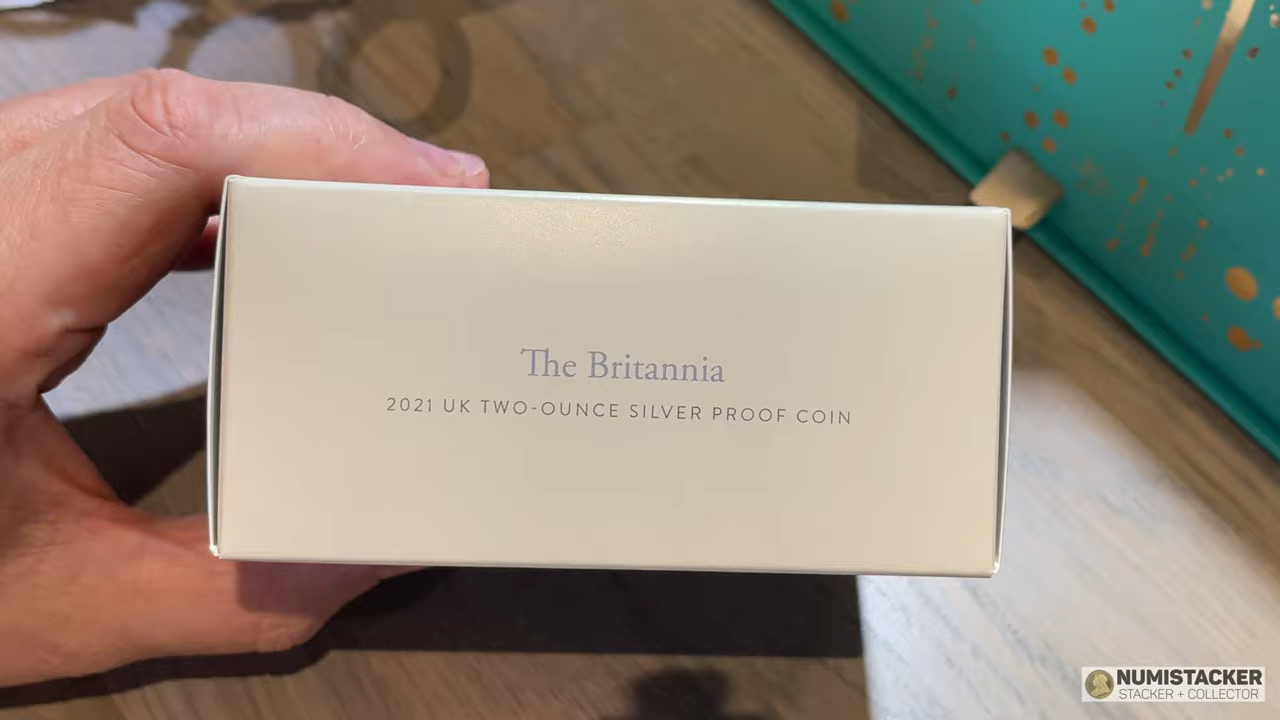 The Britannia
2021 UK TWO-OUNCE SILVER PROOF COIN
NUMISTACKER
STACKER + COLLECTOR